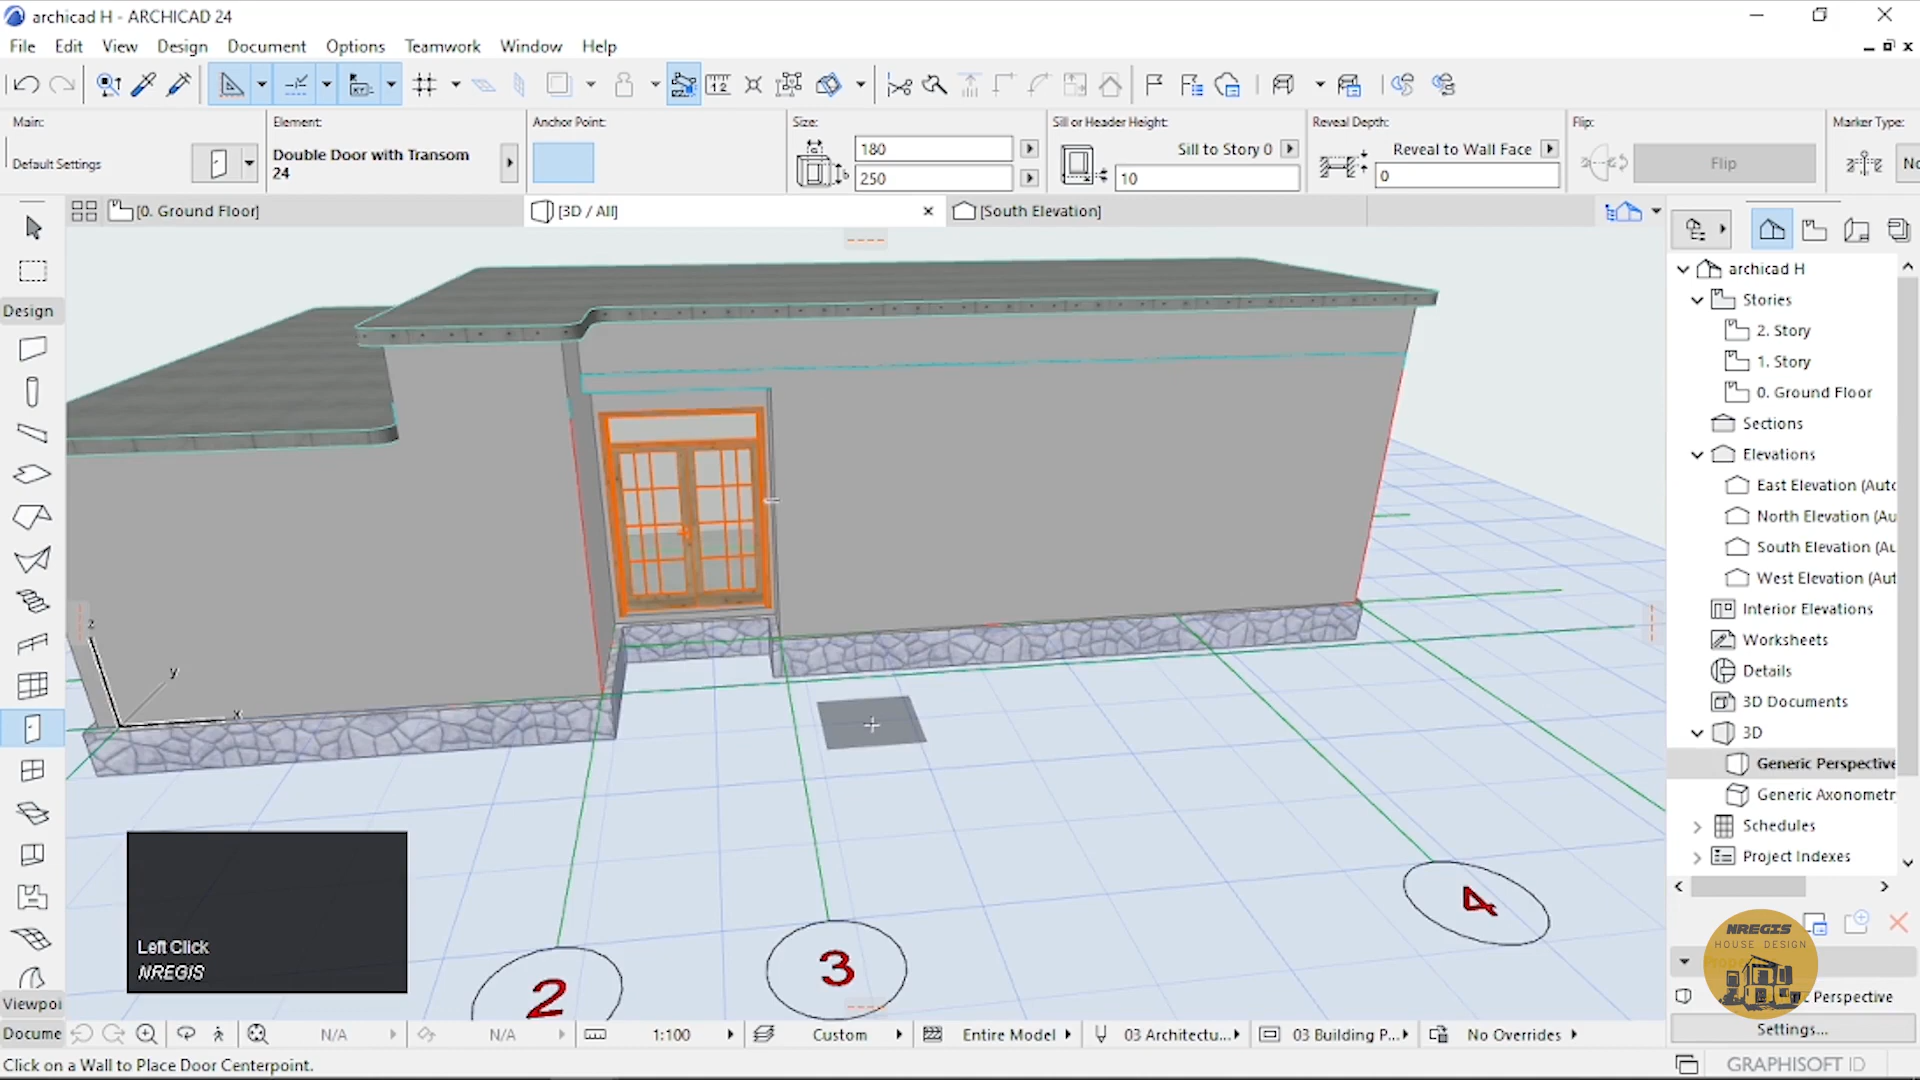 archicad H - ARCHICAD 24
File Edit View Design Document Options Teamwork Window Help
Main:
Default Settings
Element:
Double Door with Transom
24
Anchor Point:
Size:
180
250
Sill or Header Height:
Sill to Story 0
10
Reveal Depth:
Reveal to Wall Face
0
Flip:
Flip
Marker Type:
No
[0. Ground Floor]
[3D / All]
[South Elevation]
Design
archicad H
Stories
2. Story
1. Story
0. Ground Floor
Sections
Elevations
East Elevation (Auto
North Elevation (Au
South Elevation (Au
West Elevation (Aut
Interior Elevations
Worksheets
Details
3D Documents
3D
Generic Perspective
Generic Axonometr
Schedules
Project Indexes
z
y
x
2
3
4
Left Click
NREGIS
NREGIS
HOUSE DESIGN
Perspective
Settings...
Viewpoi
Docume
N/A
N/A
1:100
Custom
Entire Model
03 Architectu...
03 Building P...
No Overrides
Click on a Wall to Place Door Centerpoint.
GRAPHISOFT ID